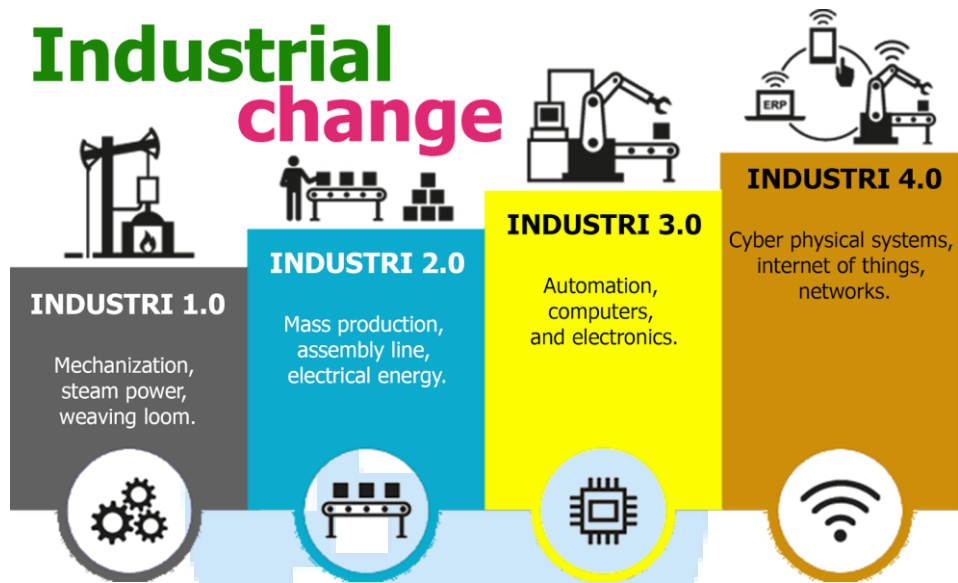 Industrial
change
ERP
INDUSTRI 1.0
Mechanization,
steam power,
weaving loom.
INDUSTRI 2.0
Mass production,
assembly line,
electrical energy.
INDUSTRI 3.0
Automation,
computers,
and electronics.
INDUSTRI 4.0
Cyber physical systems,
internet of things,
networks.